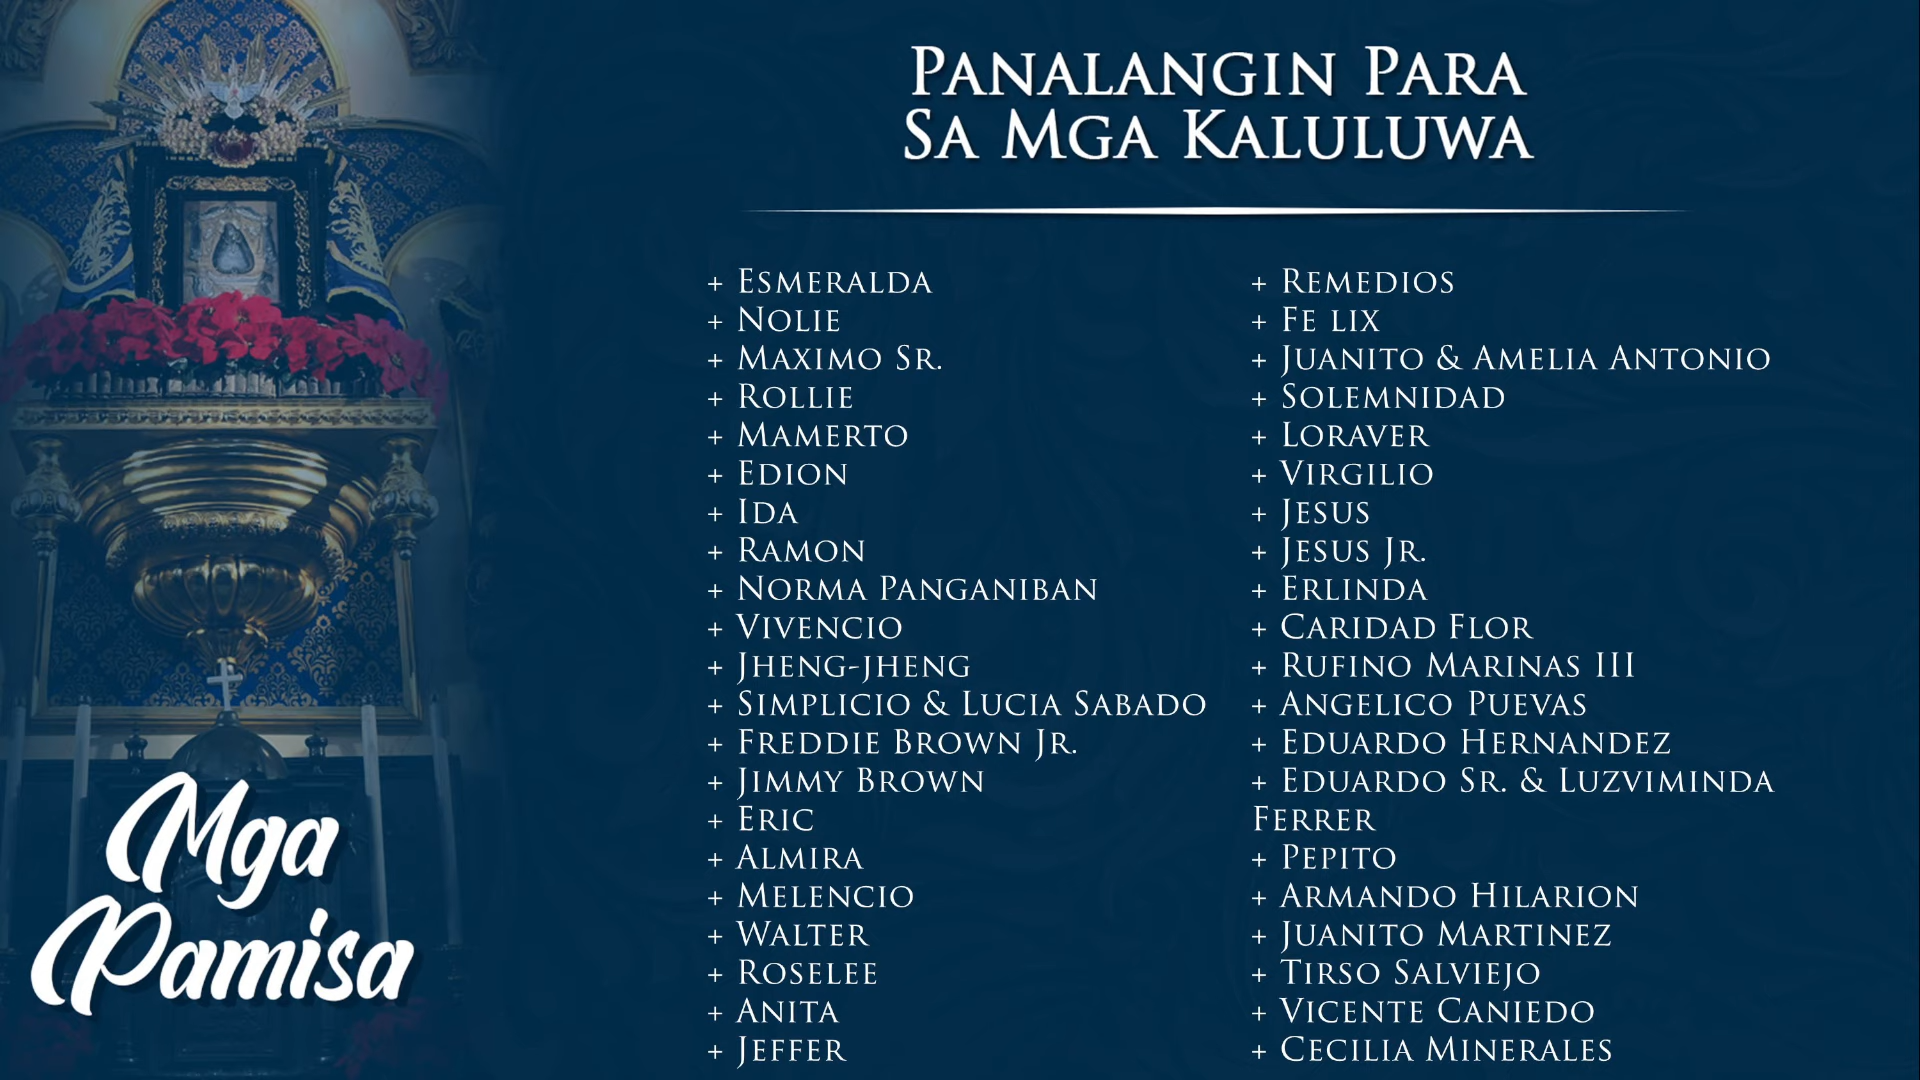 Panalangin Para
Sa Mga Kaluluwa
+ Esmeralda
+ Nolie
+ Maximo Sr.
+ Rollie
+ Mamerto
+ Edion
+ Ida
+ Ramon
+ Norma Panganiban
+ Vivencio
+ Jheng-jheng
+ Simplicio & Lucia Sabado
+ Freddie Brown Jr.
+ Jimmy Brown
+ Eric
+ Almira
+ Melencio
+ Walter
+ Roselee
+ Anita
+ Jeffer
+ Remedios
+ Fe lix
+ Juanito & Amelia Antonio
+ Solemnidad
+ Loraver
+ Virgilio
+ Jesus
+ Jesus Jr.
+ Erlinda
+ Caridad Flor
+ Rufino Marinas III
+ Angelico Puevas
+ Eduardo Hernandez
+ Eduardo Sr. & Luzviminda
Ferrer
+ Pepito
+ Armando Hilarion
+ Juanito Martinez
+ Tirso Salviejo
+ Vicente Caniedo
+ Cecilia Minerales
Mga
Pamisa